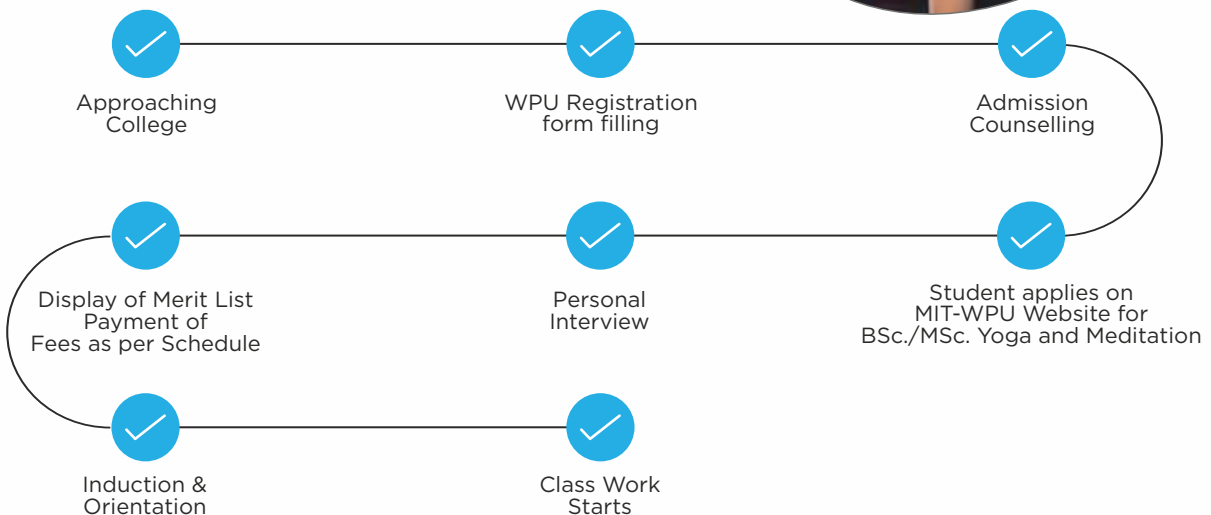 Approaching
College
WPU Registration
form filling
Admission
Counselling
Student applies on
MIT-WPU Website for
BSc./MSc. Yoga and Meditation
Personal
Interview
Display of Merit List
Payment of
Fees as per Schedule
Induction &
Orientation
Class Work
Starts